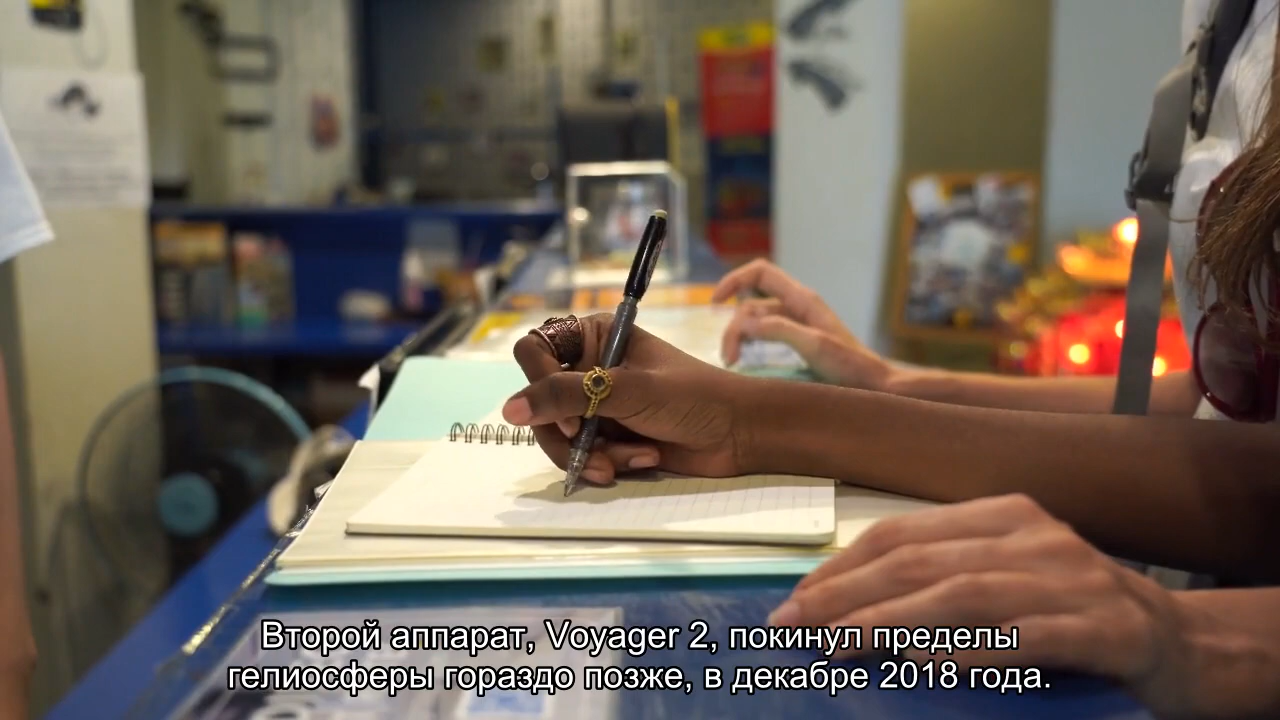 Второй аппарат, Voyager 2, покинул пределы
гелиосферы гораздо позже, в декабре 2018 года.